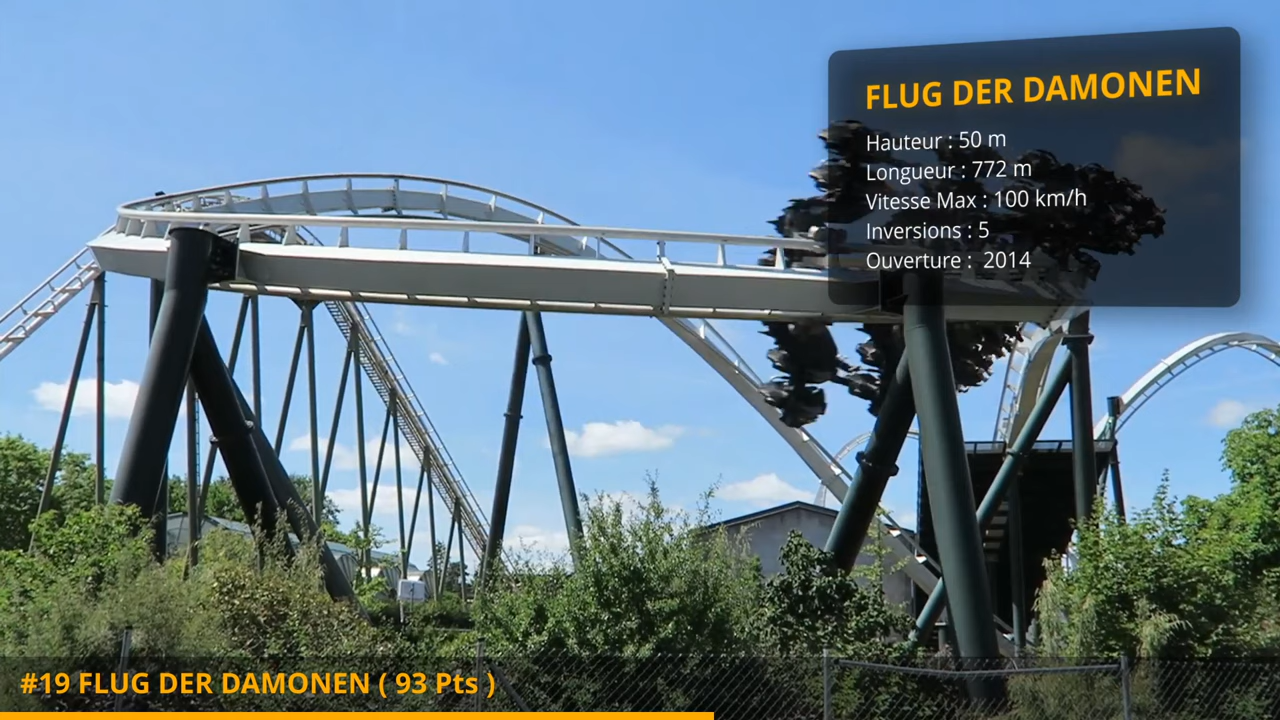 FLUG DER DAMONEN
Hauteur : 50 m
Longueur : 772 m
Vitesse Max : 100 km/h
Inversions : 5
Ouverture :  2014
#19 FLUG DER DAMONEN ( 93 Pts )